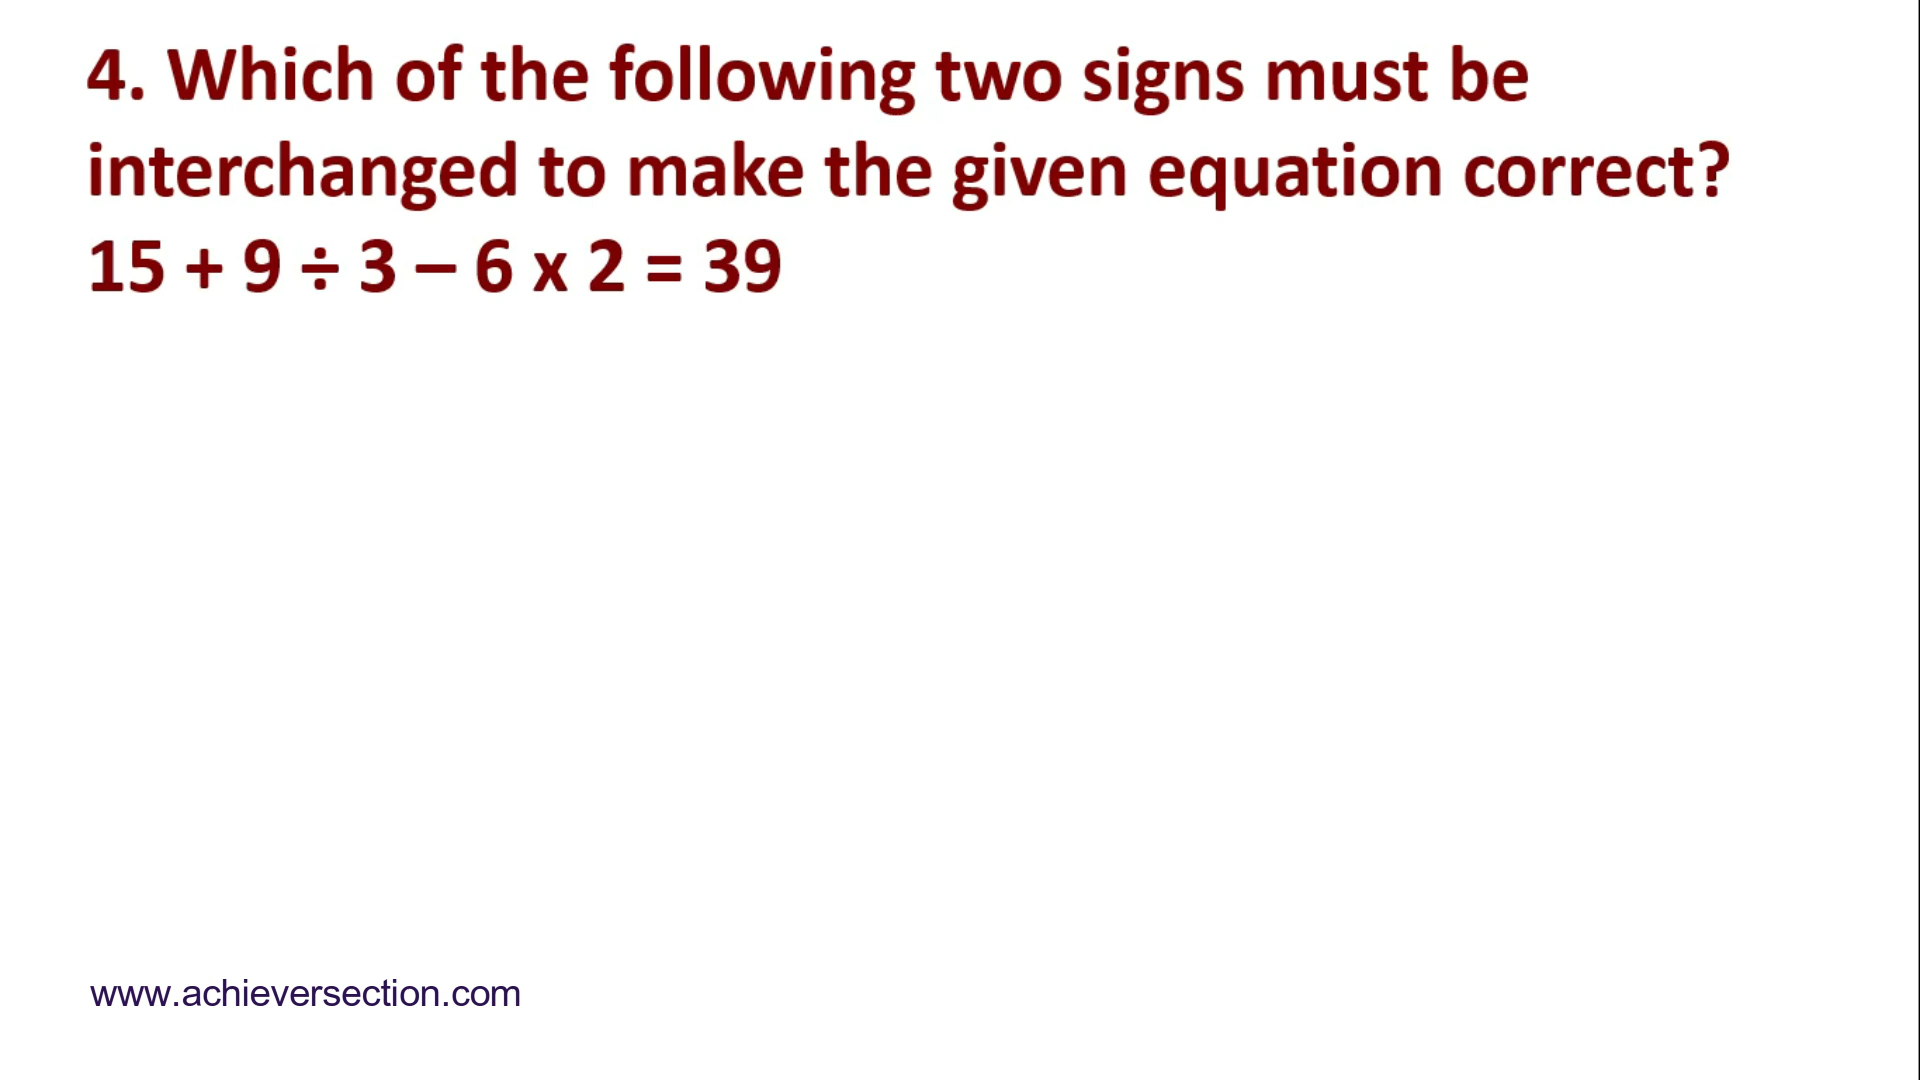 4. Which of the following two signs must be
interchanged to make the given equation correct?
15 + 9 ÷ 3 – 6 x 2 = 39
www.achieversection.com